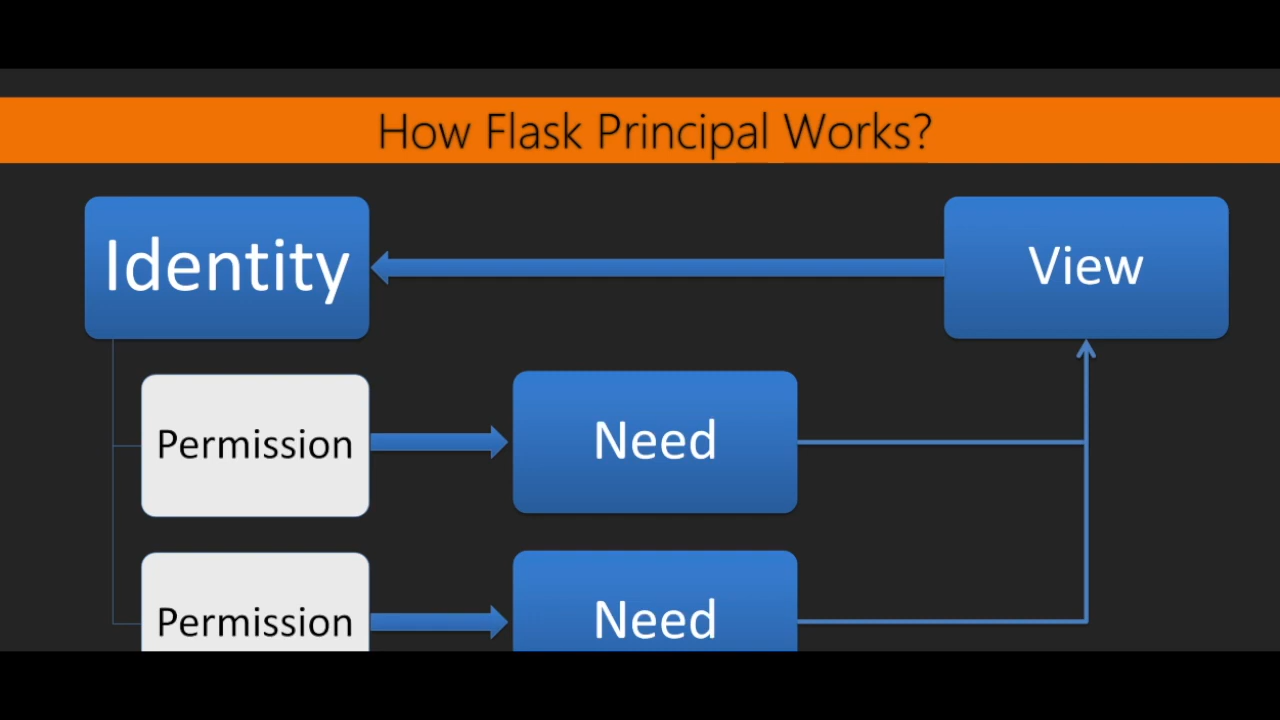 How Flask Principal Works?
Identity
View
Permission
Need
Permission
Need